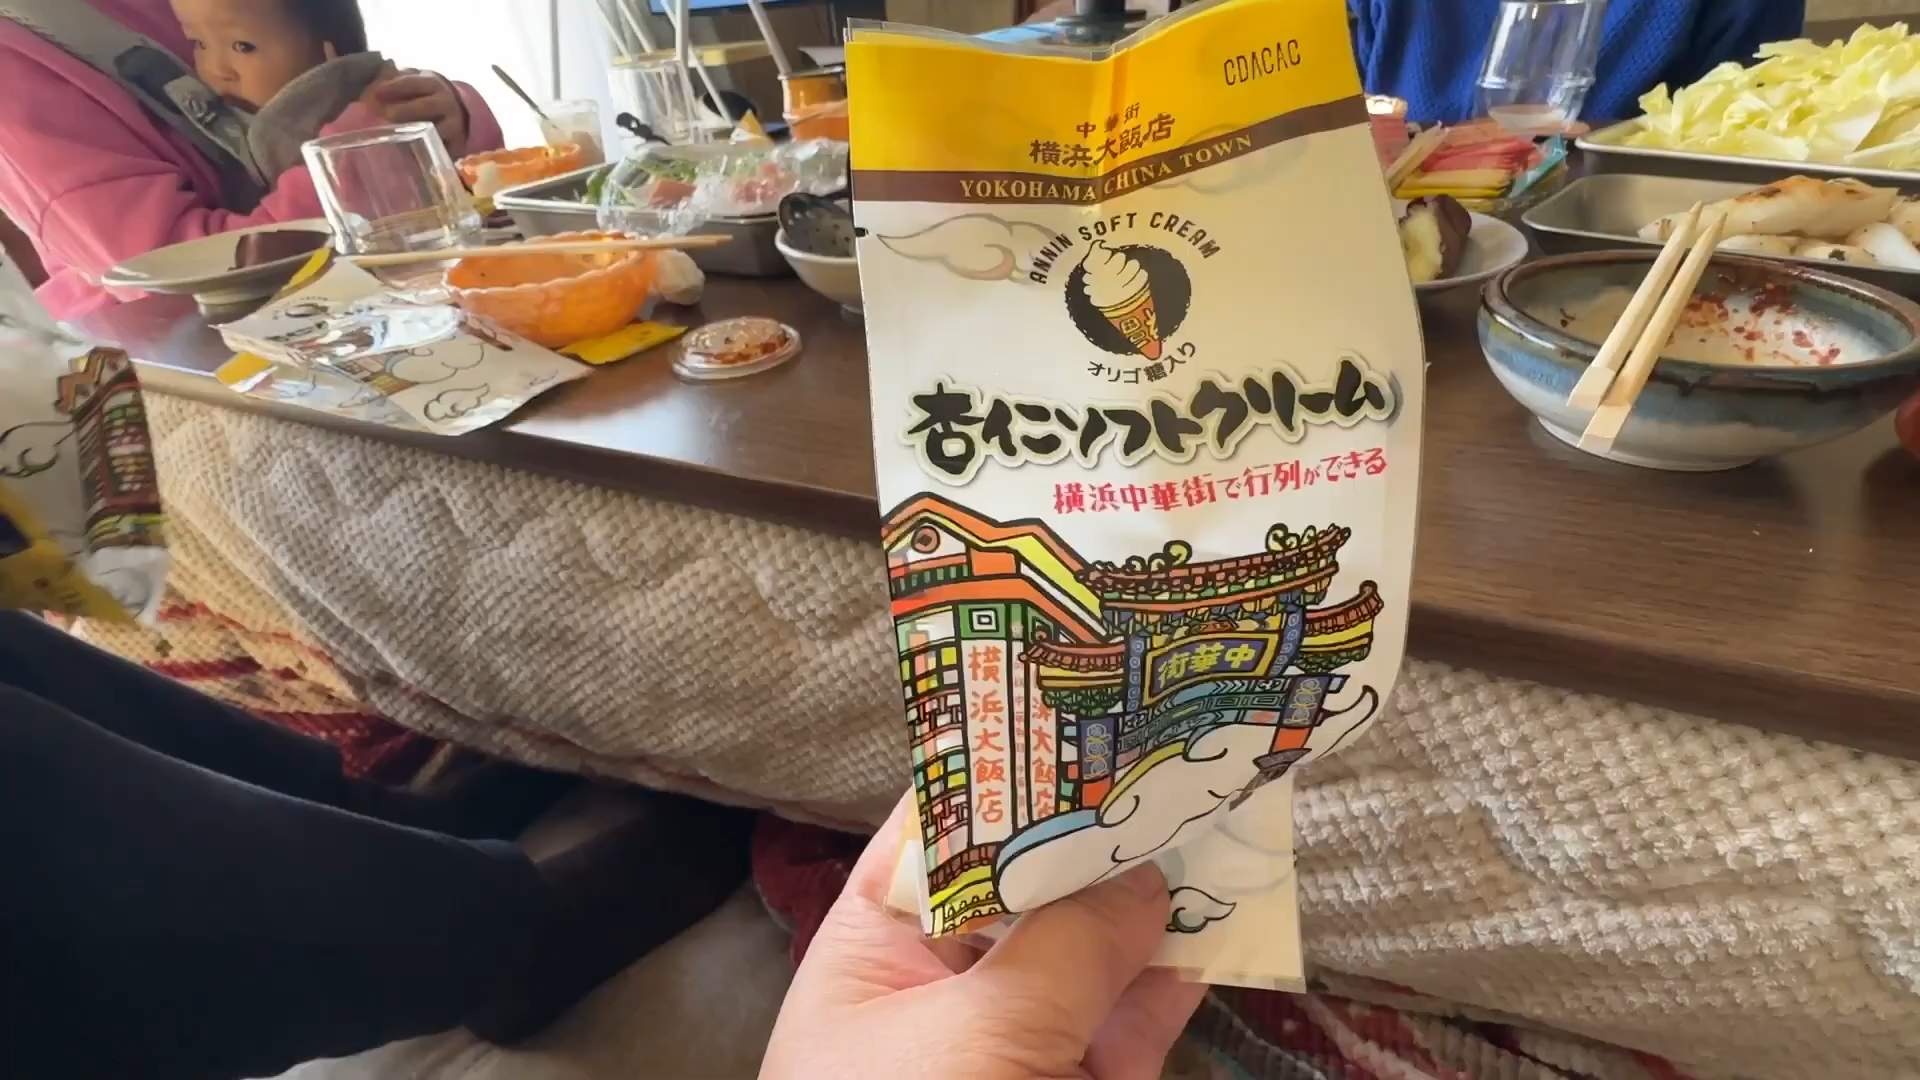 CDACAC
中華街
横浜大飯店
YOKOHAMA CHINA TOWN
ANNIN SOFT CREAM
オリゴ糖入り
杏仁ソフトクリーム
横浜中華街で行列ができる
街華中
横浜大飯店
浜大飯店